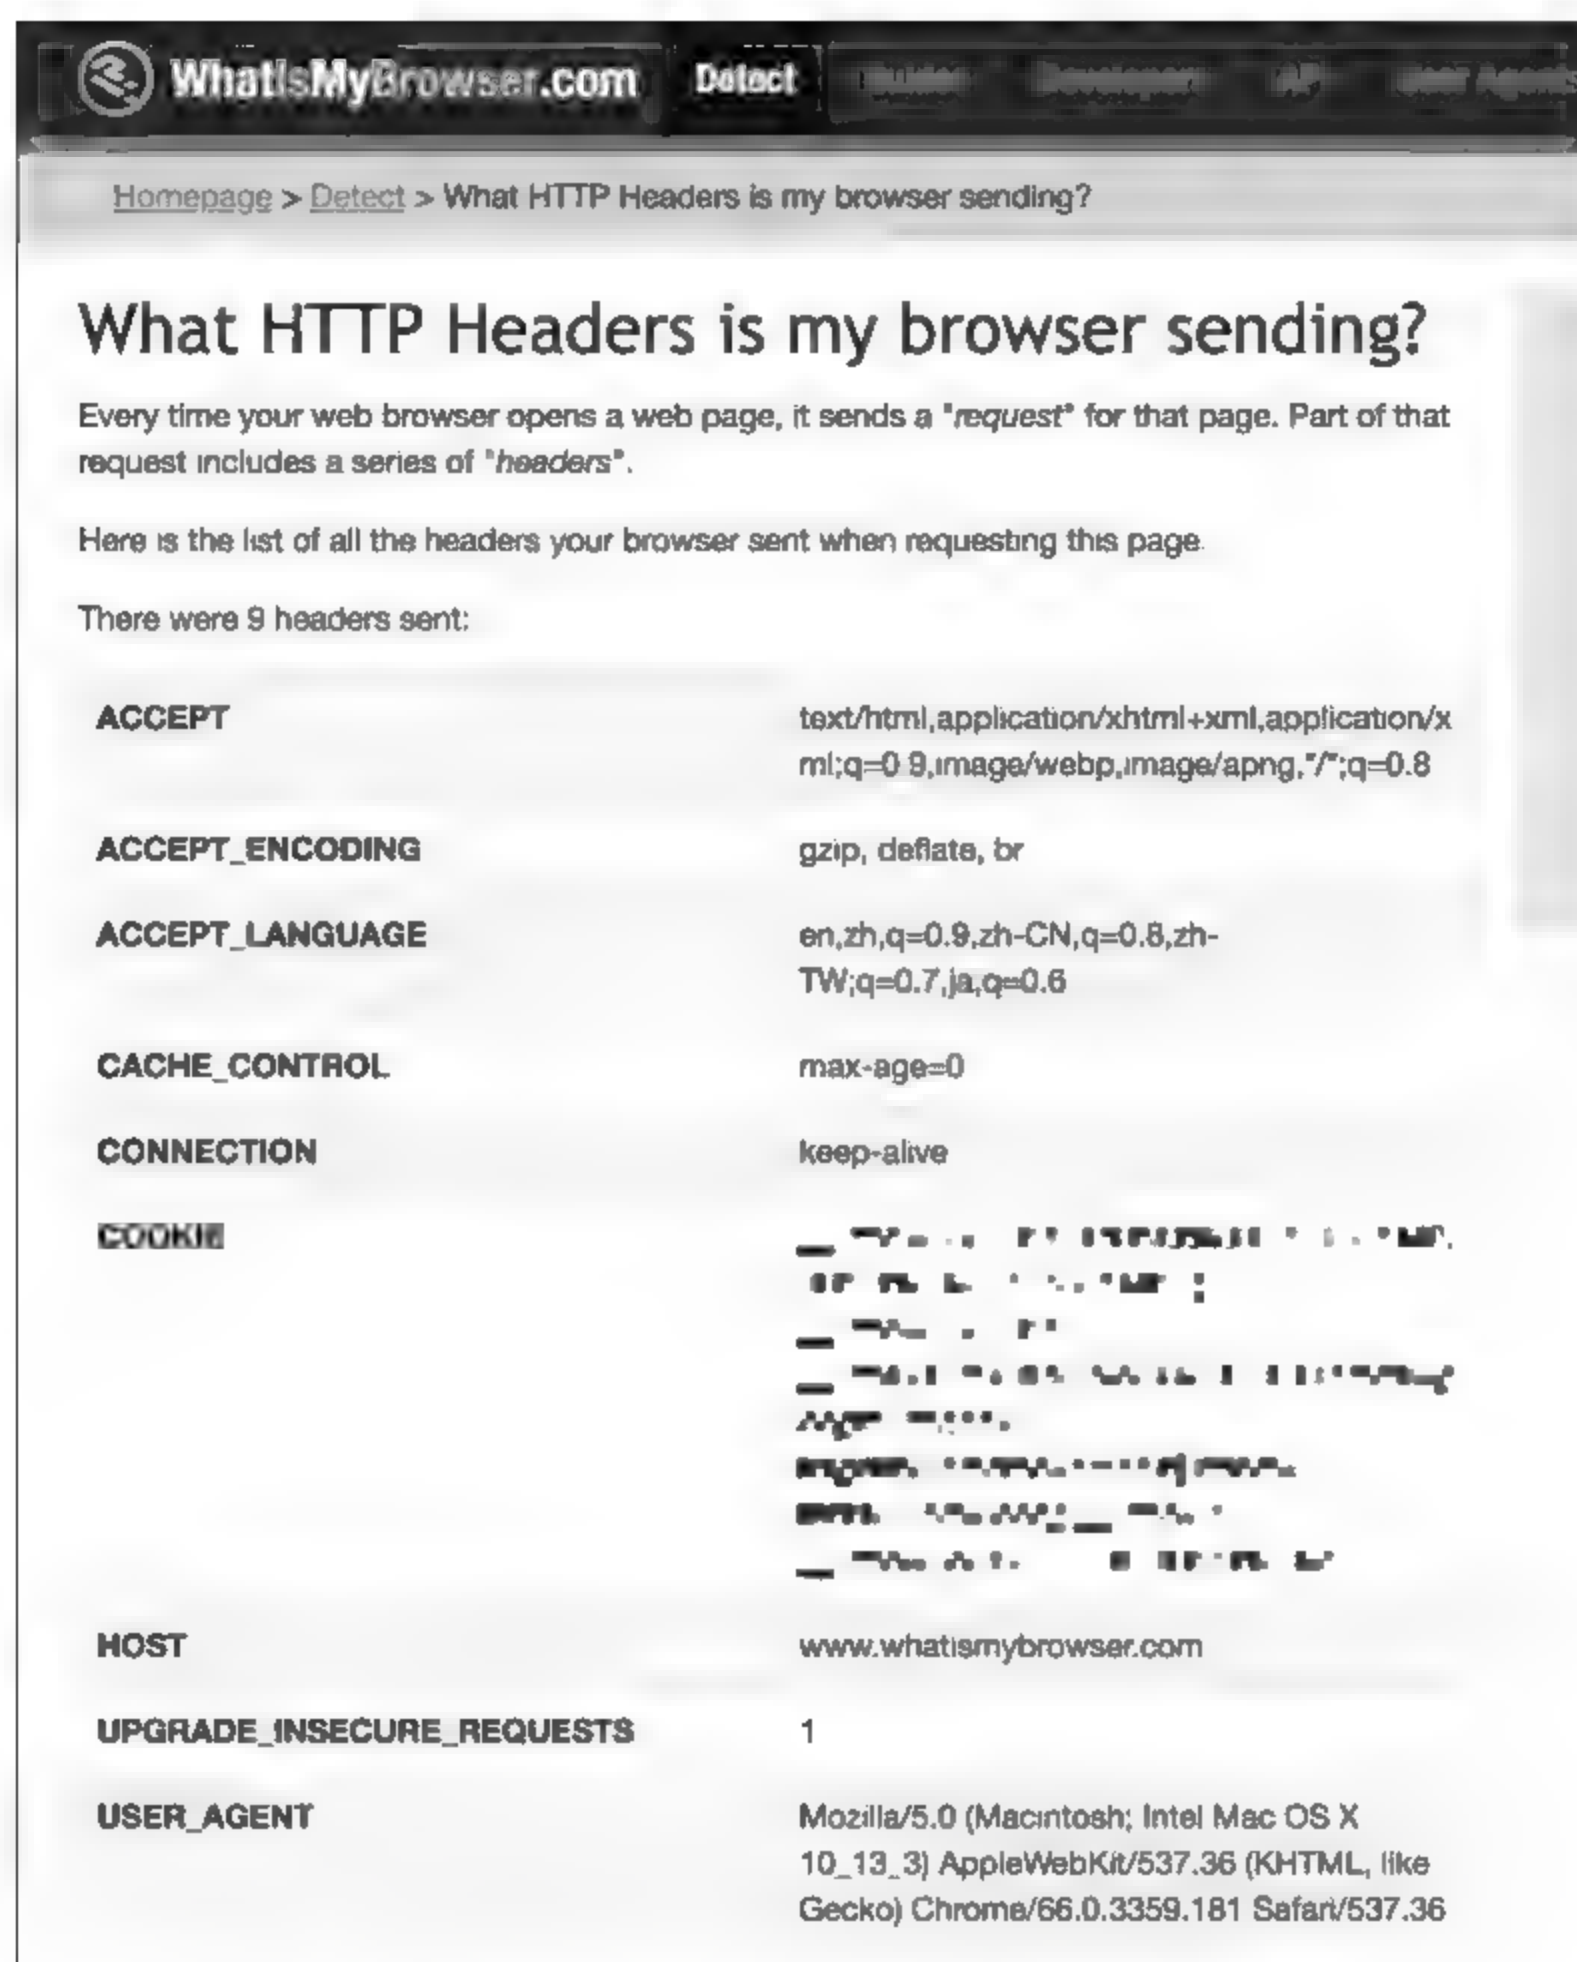 WhatIsMyBrowser.com Detect
Homepage > Detect > What HTTP Headers is my browser sending?
What HTTP Headers is my browser sending?
Every time your web browser opens a web page, it sends a "request" for that page. Part of that
request includes a series of "headers".
Here is the list of all the headers your browser sent when requesting this page.
There were 9 headers sent:
ACCEPT text/html,application/xhtml+xml,application/x
ml;q=0.9,image/webp,image/apng,*/*;q=0.8
ACCEPT_ENCODING gzip, deflate, br
ACCEPT_LANGUAGE en,zh;q=0.9,zh-CN;q=0.8,zh-
TW;q=0.7,ja;q=0.6
CACHE_CONTROL max-age=0
CONNECTION keep-alive
COOKIE
HOST www.whatismybrowser.com
UPGRADE_INSECURE_REQUESTS 1
USER_AGENT Mozilla/5.0 (Macintosh; Intel Mac OS X
10_13_3) AppleWebKit/537.36 (KHTML, like
Gecko) Chrome/66.0.3359.181 Safari/537.36